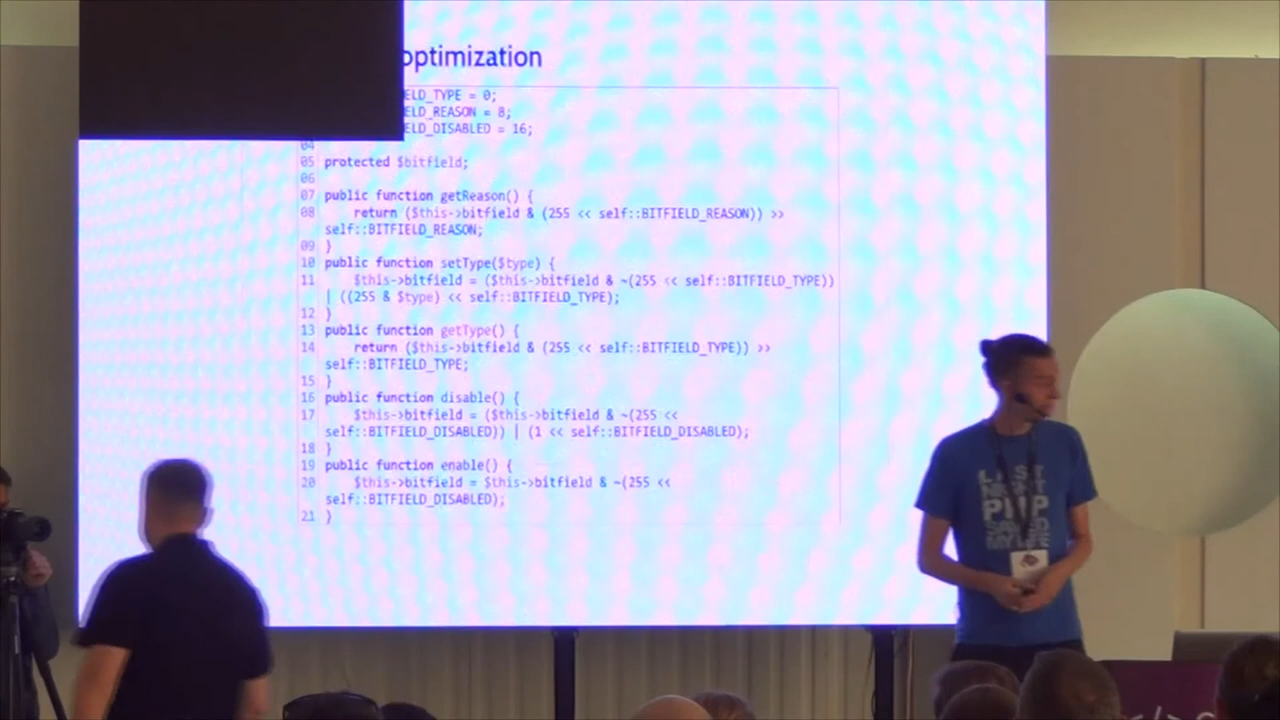 optimization
ELD_TYPE = 0;
ELD_REASON = 8;
ELD_DISABLED = 16;
04
05 protected $bitfield;
06
07 public function getReason() {
08 return ($this->bitfield & (255 << self::BITFIELD_REASON)) >>
self::BITFIELD_REASON;
09 }
10 public function setType($type) {
11 $this->bitfield = ($this->bitfield & ~(255 << self::BITFIELD_TYPE))
| ((255 & $type) << self::BITFIELD_TYPE);
12 }
13 public function getType() {
14 return ($this->bitfield & (255 << self::BITFIELD_TYPE)) >>
self::BITFIELD_TYPE;
15 }
16 public function disable() {
17 $this->bitfield = ($this->bitfield & ~(255 <<
self::BITFIELD_DISABLED)) | (1 << self::BITFIELD_DISABLED);
18 }
19 public function enable() {
20 $this->bitfield = $this->bitfield & ~(255 <<
self::BITFIELD_DISABLED);
21 }